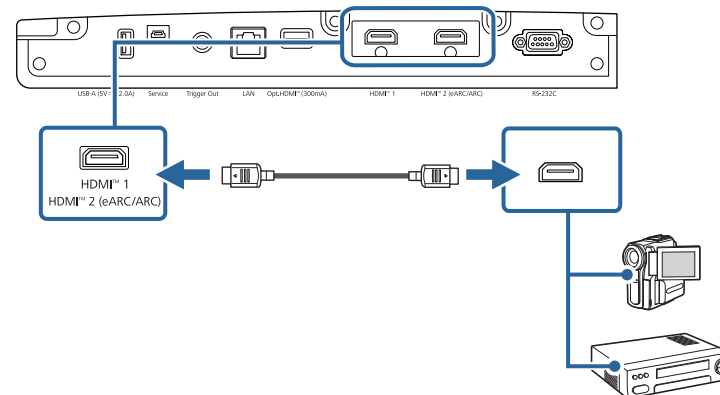 USB-A (5V⎓2.0A) Service Trigger Out LAN Opt.HDMI™ (300mA) HDMI™ 1 HDMI™ 2 (eARC/ARC) RS-232C
HDMI™ 1
HDMI™ 2 (eARC/ARC)